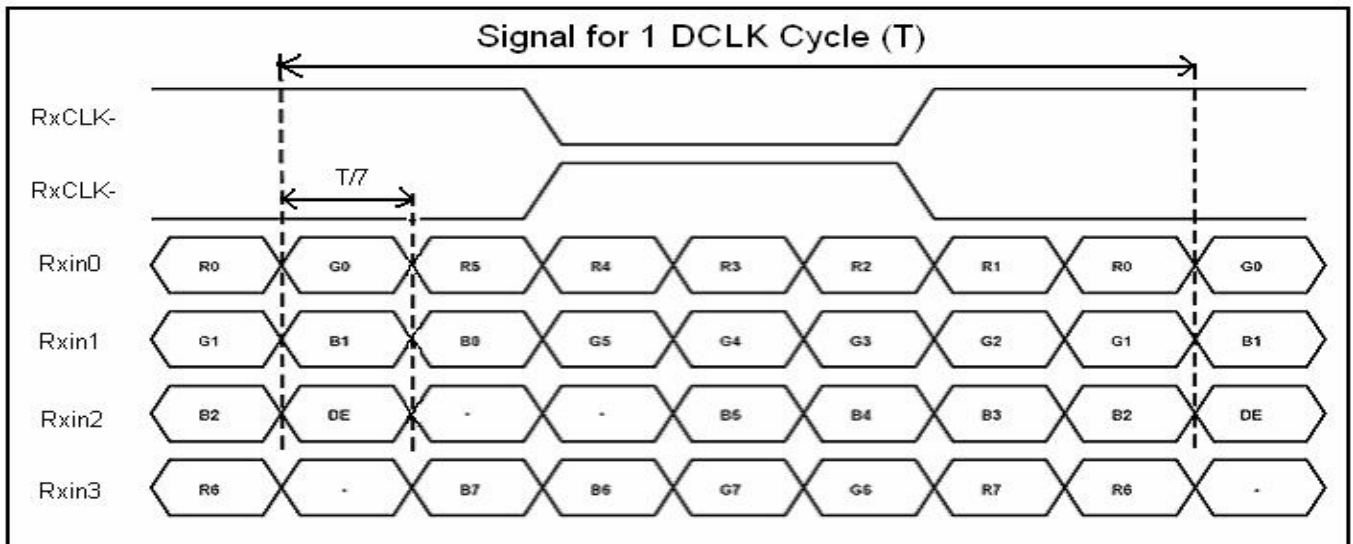 Signal for 1 DCLK Cycle (T)
RxCLK-
RxCLK-
T/7
Rxin0 R0 G0 R5 R4 R3 R2 R1 R0 G0
Rxin1 G1 B1 B0 G5 G4 G3 G2 G1 B1
Rxin2 B2 DE - - B5 B4 B3 B2 DE
Rxin3 R6 - B7 B6 G7 G6 R7 R6 -